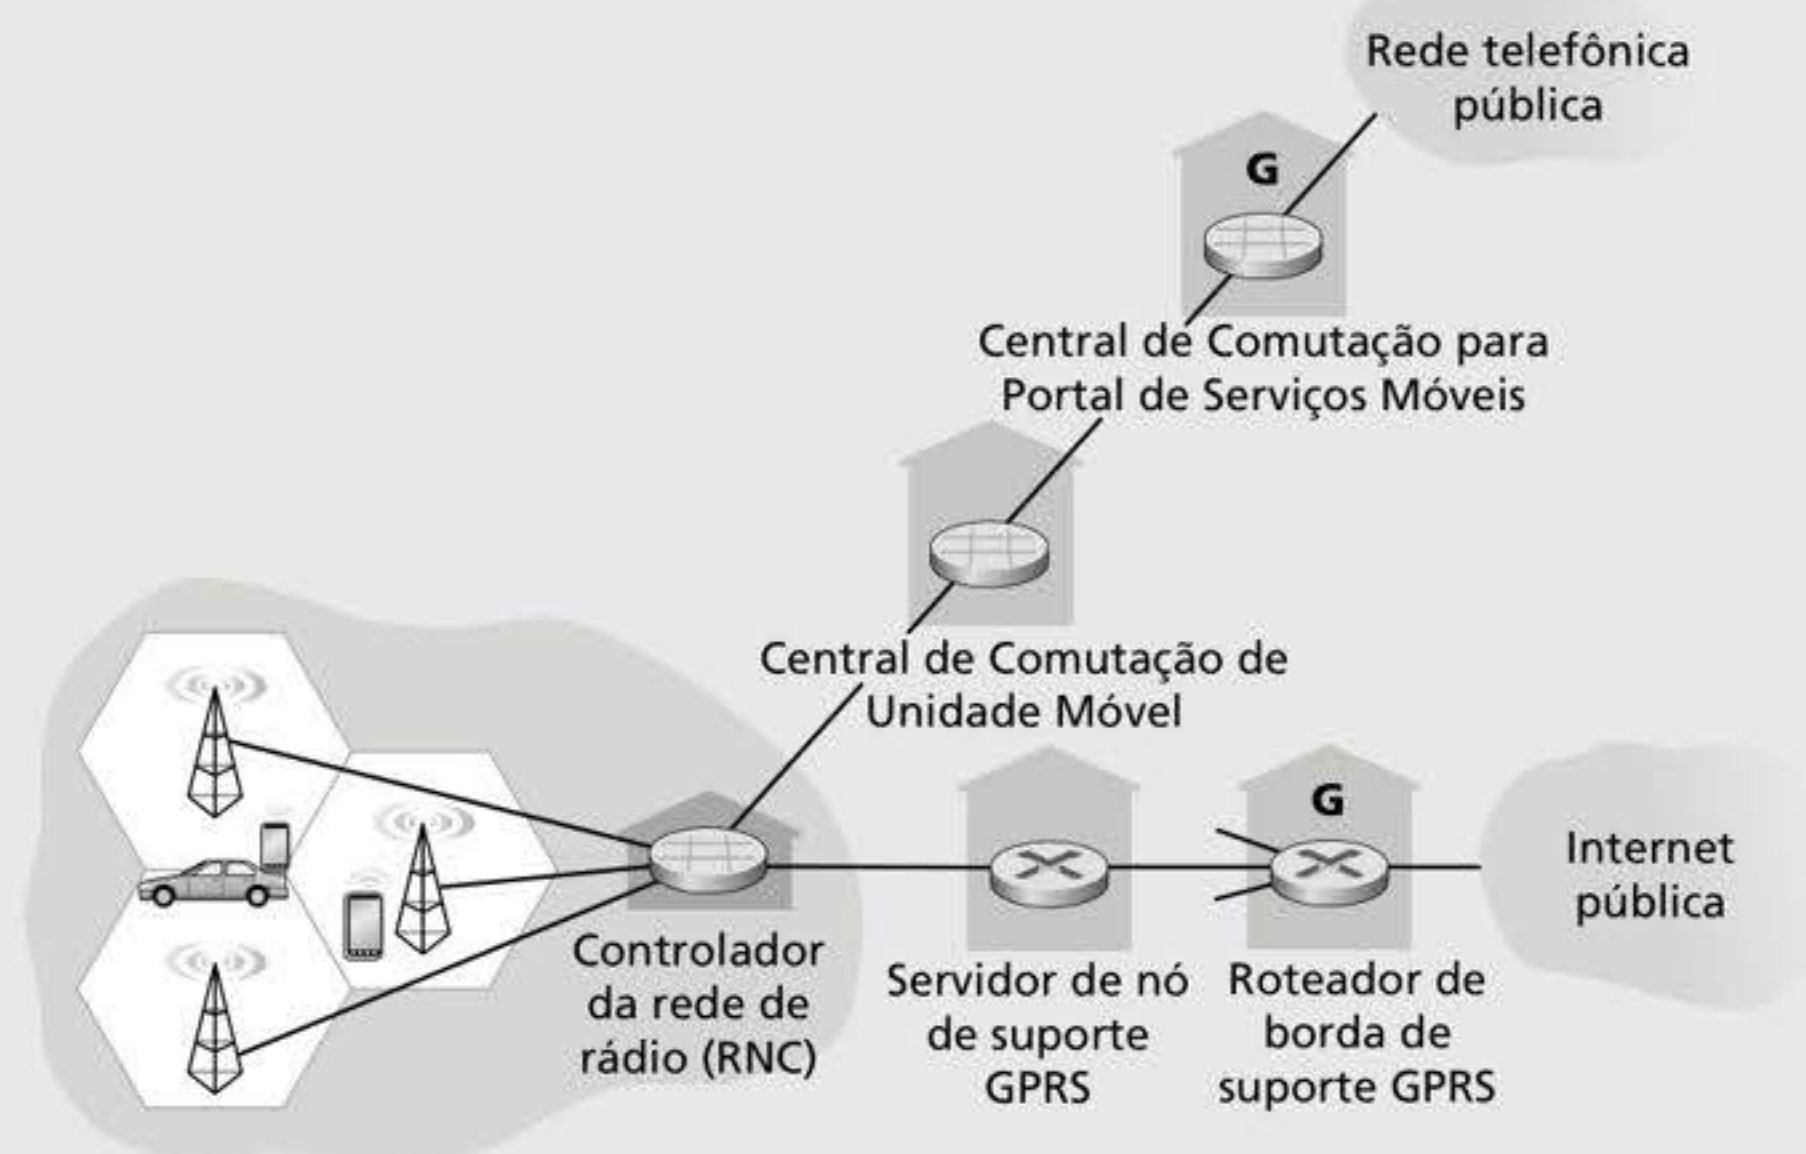 Rede telefônica
pública
G
Central de Comutação para
Portal de Serviços Móveis
Central de Comutação de
Unidade Móvel
G
Internet
pública
Controlador
da rede de
rádio (RNC)
Servidor de nó
de suporte
GPRS
Roteador de
borda de
suporte GPRS